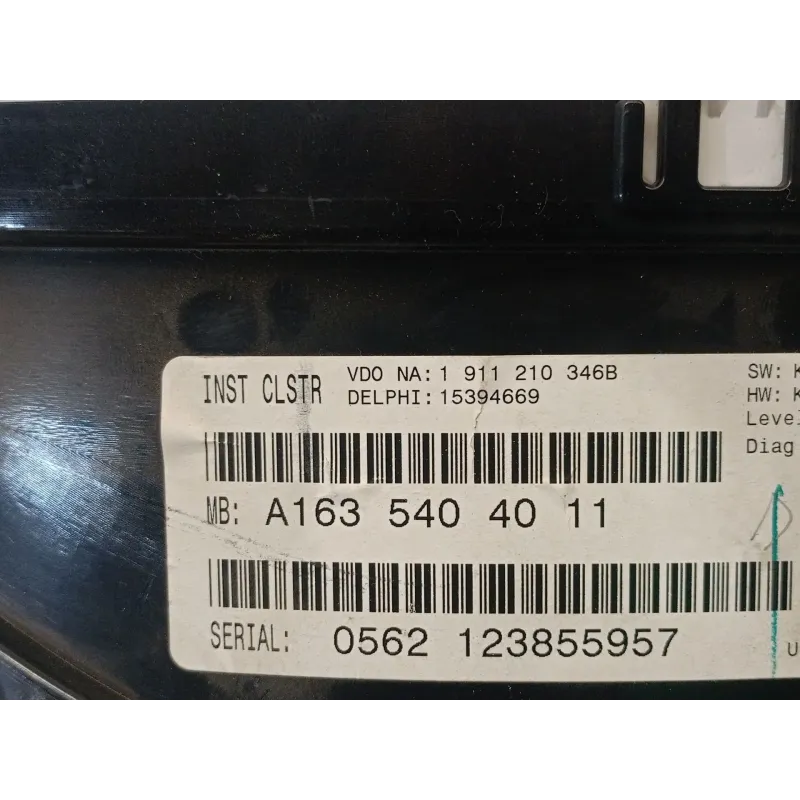 INST CLSTR
VDO NA: 1 911 210 346B
DELPHI: 15394669
SW: K
HW: K
Leve
Diag
MB: A163 540 40 11
SERIAL: 0562 123855957
U